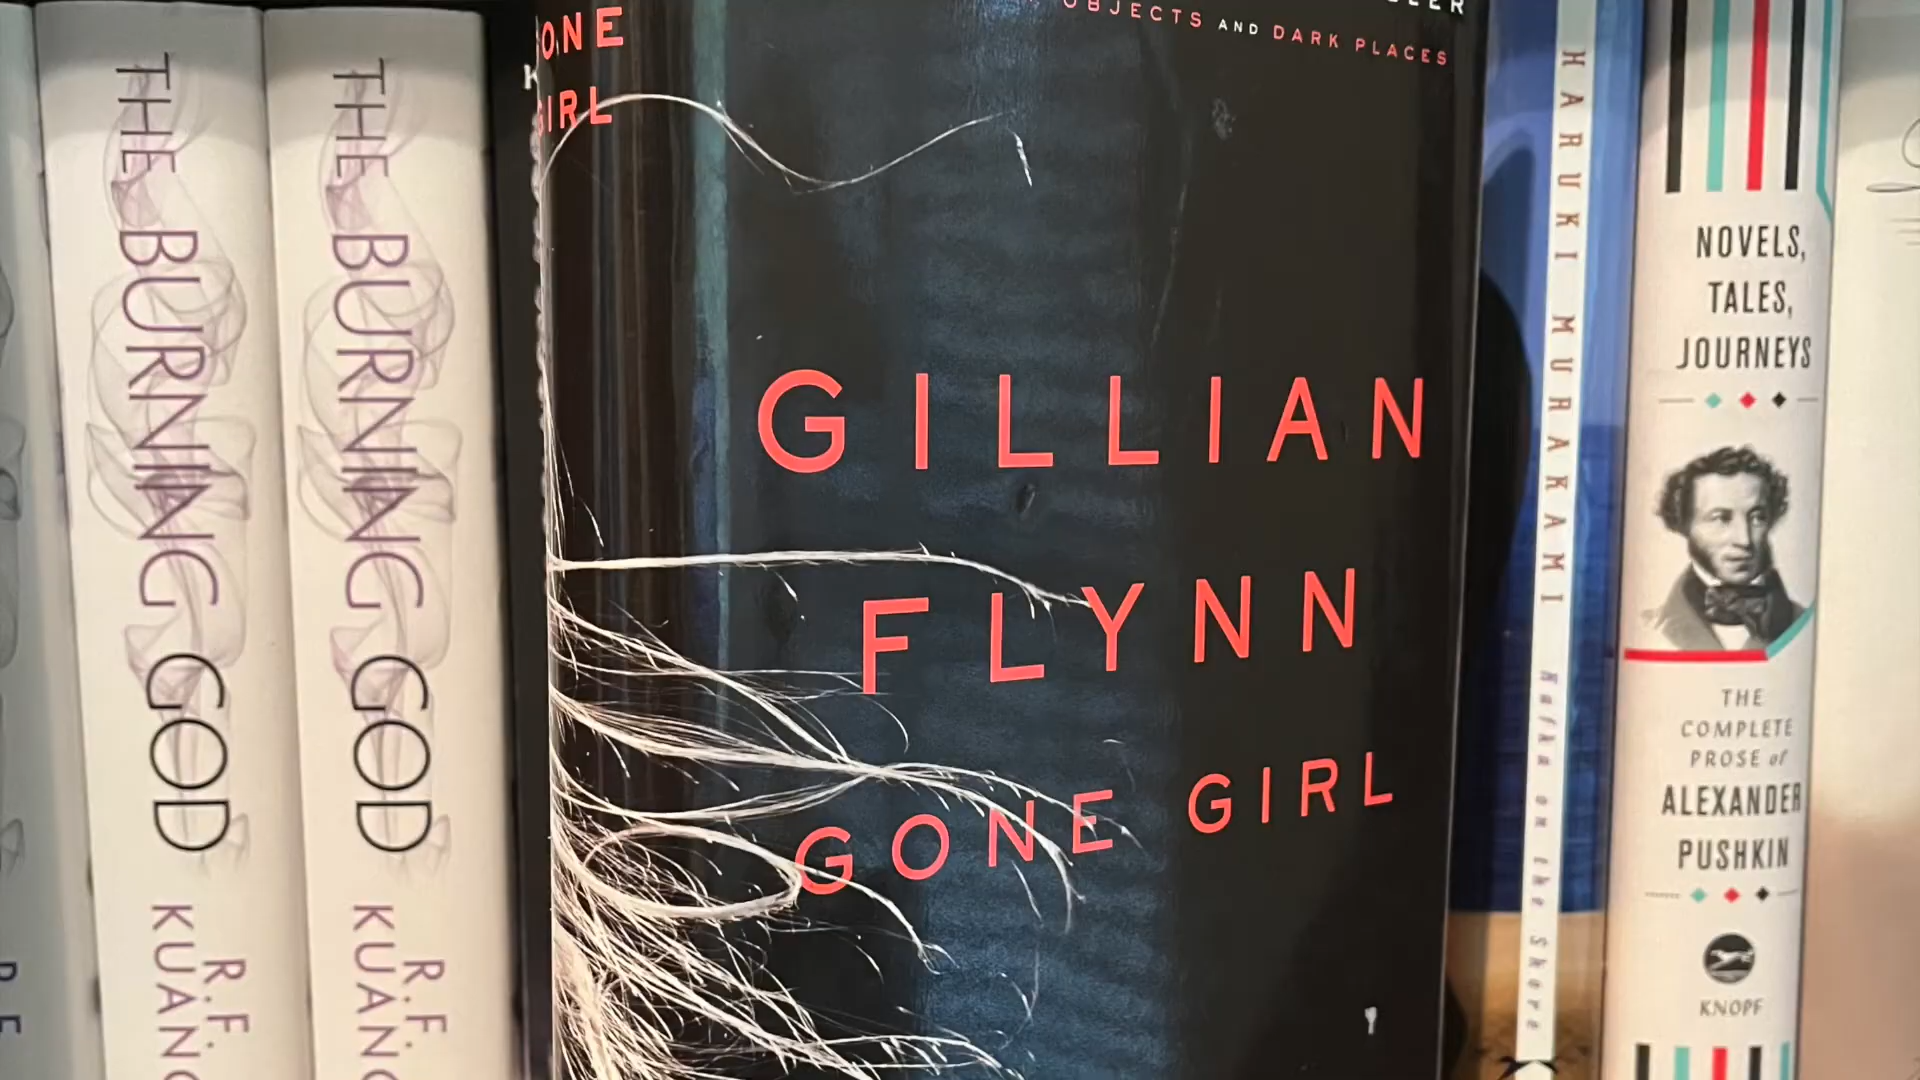 THE BURNING GOD
R.F.
KUANG
THE BURNING GOD
R.F.
KUANG
ONE
GIRL
OBJECTS AND DARK PLACES
GILLIAN
FLYNN
GONE GIRL
HARUKI MURAKAMI Kafka on the Shore
NOVELS,
TALES,
JOURNEYS
THE
COMPLETE
PROSE of
ALEXANDER
PUSHKIN
KNOPF